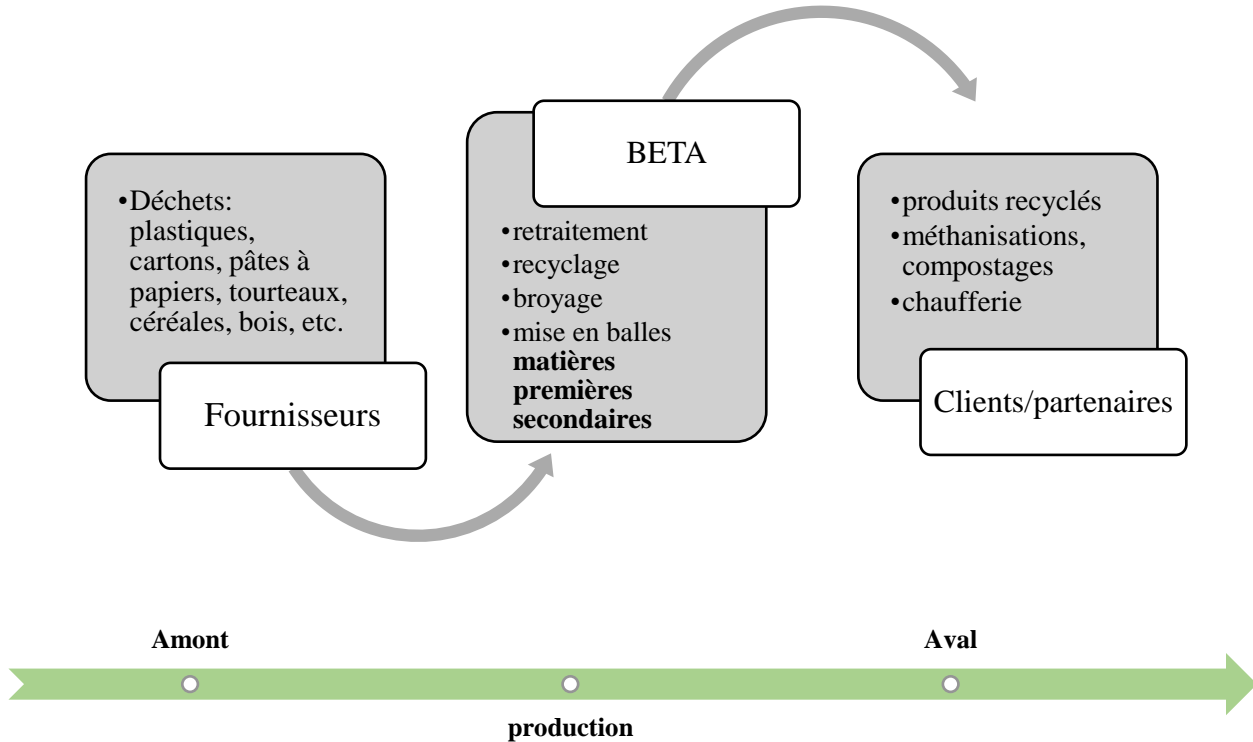 •Déchets:
plastiques,
cartons, pâtes à
papiers, tourteaux,
céréales, bois, etc.
Fournisseurs
BETA
•retraitement
•recyclage
•broyage
•mise en balles
matières
premières
secondaires
•produits recyclés
•méthanisations,
compostages
•chaufferie
Clients/partenaires
Amont
production
Aval